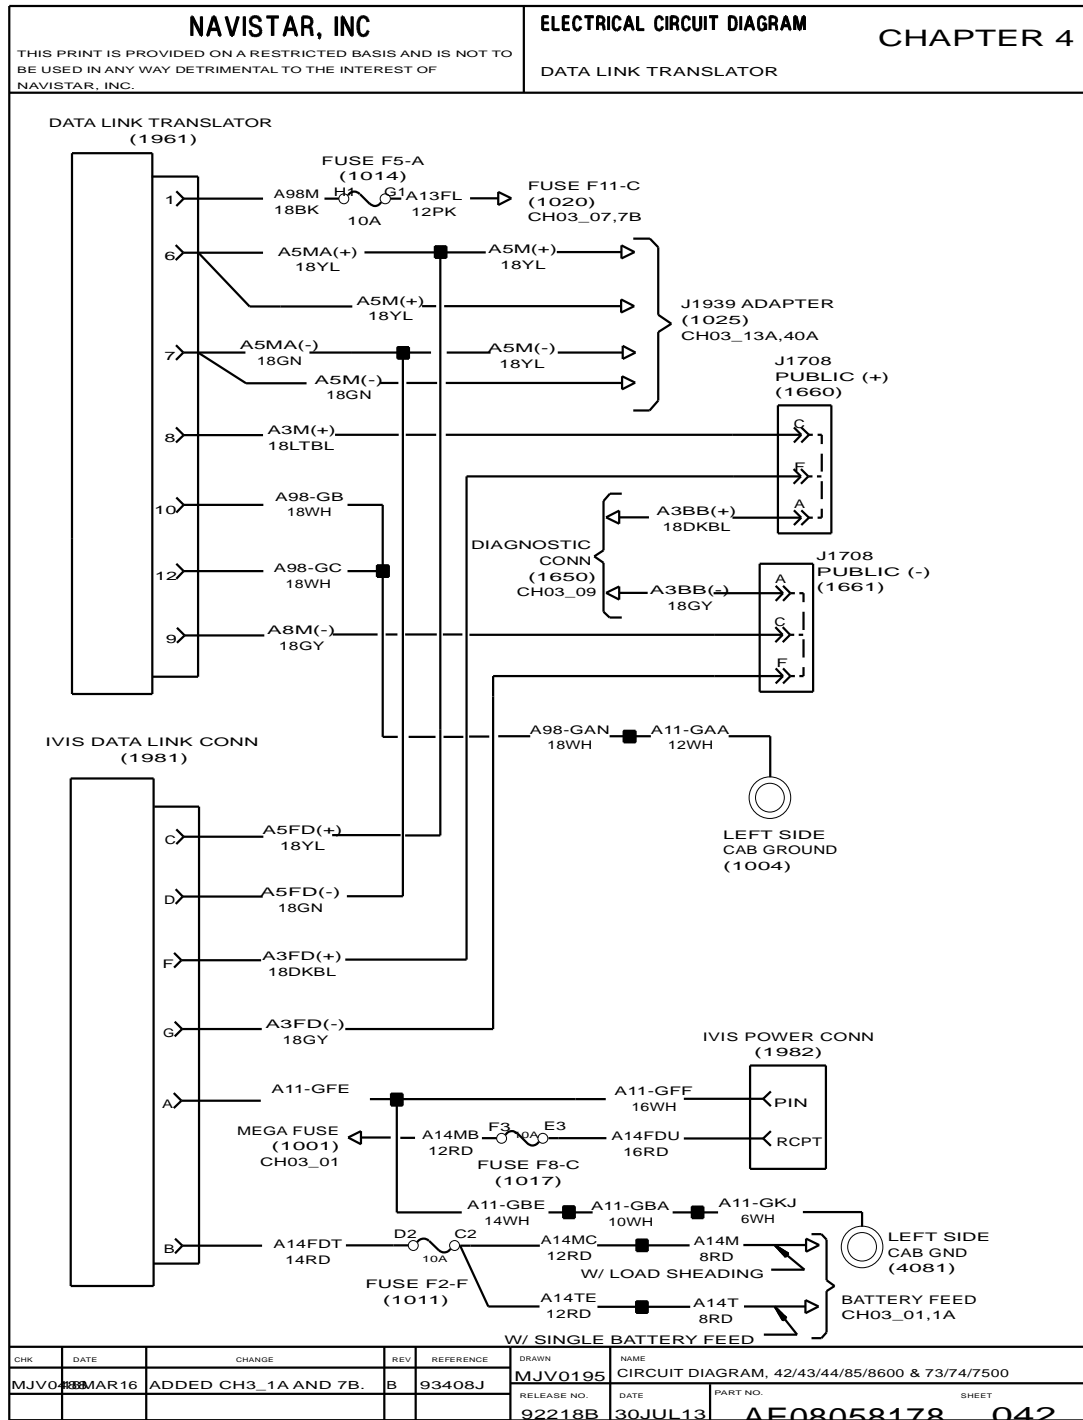 NAVISTAR, INC
THIS PRINT IS PROVIDED ON A RESTRICTED BASIS AND IS NOT TO
BE USED IN ANY WAY DETRIMENTAL TO THE INTEREST OF
NAVISTAR, INC.
ELECTRICAL CIRCUIT DIAGRAM
DATA LINK TRANSLATOR
CHAPTER 4
DATA LINK TRANSLATOR
(1961)
FUSE F5-A
(1014)
1
A98M
18BK
H1
G1
10A
A13FL
12PK
FUSE F11-C
(1020)
CH03_07,7B
6
A5MA(+)
18YL
A5M(+)
18YL
A5M(+)
18YL
J1939 ADAPTER
(1025)
CH03_13A,40A
7
A5MA(-)
18GN
A5M(-)
18YL
A5M(-)
18GN
J1708
PUBLIC (+)
(1660)
8
A3M(+)
18LTBL
C
F
A
10
A98-GB
18WH
A3BB(+)
18DKBL
DIAGNOSTIC
CONN
(1650)
CH03_09
J1708
PUBLIC (-)
(1661)
12
A98-GC
18WH
A3BB(-)
18GY
A
C
F
9
A8M(-)
18GY
A98-GAN
18WH
A11-GAA
12WH
LEFT SIDE
CAB GROUND
(1004)
IVIS DATA LINK CONN
(1981)
C
A5FD(+)
18YL
D
A5FD(-)
18GN
F
A3FD(+)
18DKBL
G
A3FD(-)
18GY
IVIS POWER CONN
(1982)
A
A11-GFE
A11-GFF
16WH
PIN
MEGA FUSE
(1001)
CH03_01
A14MB
12RD
F3
10A
E3
A14FDU
16RD
RCPT
FUSE F8-C
(1017)
A11-GBE
14WH
A11-GBA
10WH
A11-GKJ
6WH
LEFT SIDE
CAB GND
(4081)
B
A14FDT
14RD
D2
C2
10A
FUSE F2-F
(1011)
A14MC
12RD
A14M
8RD
W/ LOAD SHEADING
A14TE
12RD
A14T
8RD
W/ SINGLE BATTERY FEED
BATTERY FEED
CH03_01,1A
CHK DATE CHANGE REV REFERENCE
MAR16 ADDED CH3_1A AND 7B. B 93408J
DRAWN
MJV0195
NAME
CIRCUIT DIAGRAM, 42/43/44/85/8600 & 73/74/7500
RELEASE NO.
92218B
DATE
30JUL13
PART NO.
AE08058178
SHEET
042